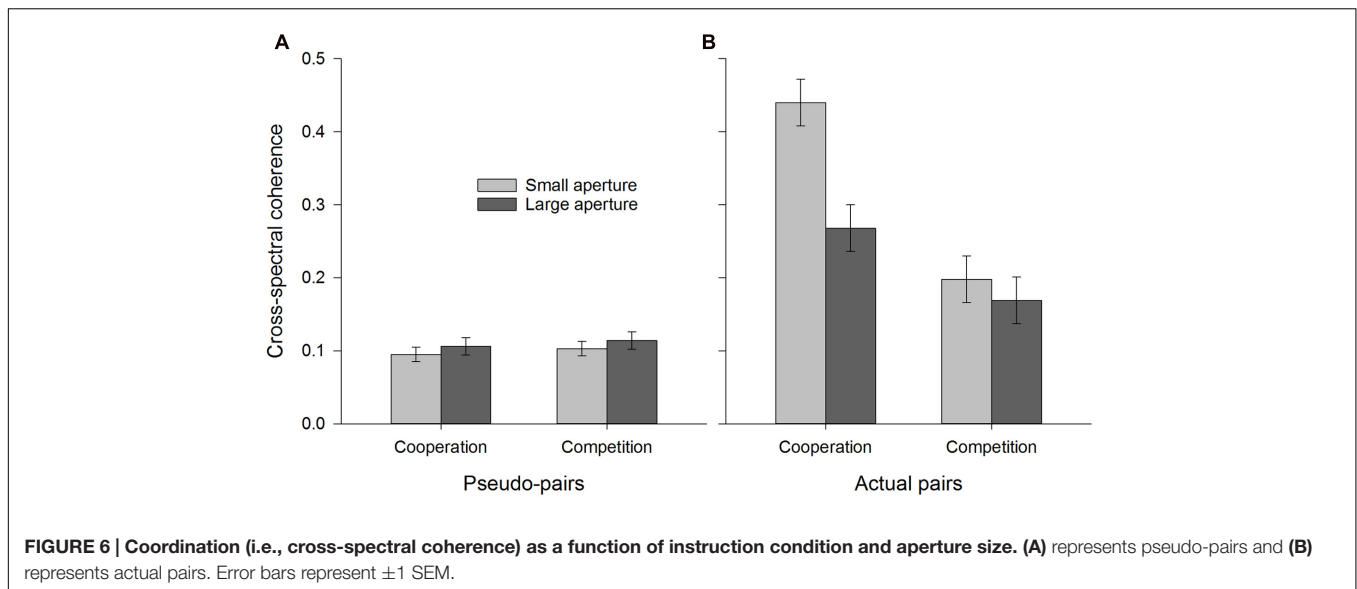 A
B
0.5
0.4
0.3
0.2
0.1
0.0
Cross-spectral coherence
Small aperture
Large aperture
Cooperation Competition
Pseudo-pairs
Cooperation Competition
Actual pairs
FIGURE 6 | Coordination (i.e., cross-spectral coherence) as a function of instruction condition and aperture size. (A) represents pseudo-pairs and (B)
represents actual pairs. Error bars represent ±1 SEM.